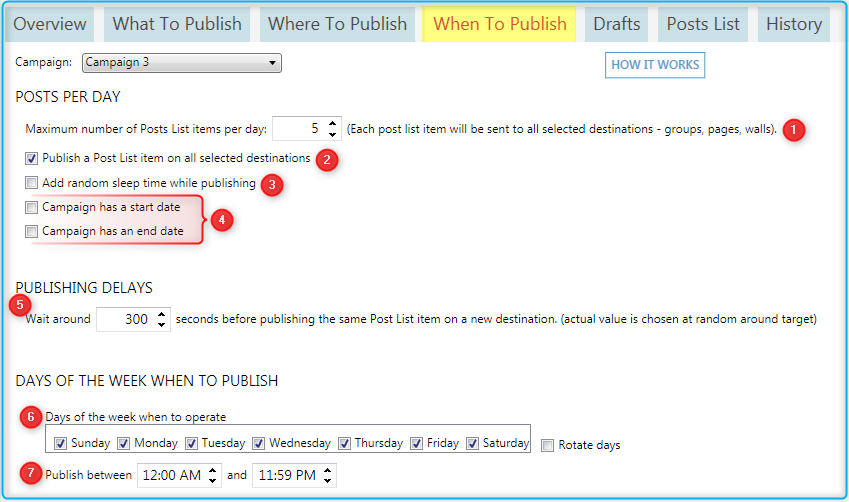 Overview What To Publish Where To Publish When To Publish Drafts Posts List History
Campaign: Campaign 3 HOW IT WORKS
POSTS PER DAY
Maximum number of Posts List items per day: 5 (Each post list item will be sent to all selected destinations - groups, pages, walls). 1
Publish a Post List item on all selected destinations 2
Add random sleep time while publishing 3
Campaign has a start date
4
Campaign has an end date
PUBLISHING DELAYS
5
Wait around 300 seconds before publishing the same Post List item on a new destination. (actual value is chosen at random around target)
DAYS OF THE WEEK WHEN TO PUBLISH
6 Days of the week when to operate
Sunday Monday Tuesday Wednesday Thursday Friday Saturday Rotate days
7 Publish between 12:00 AM and 11:59 PM